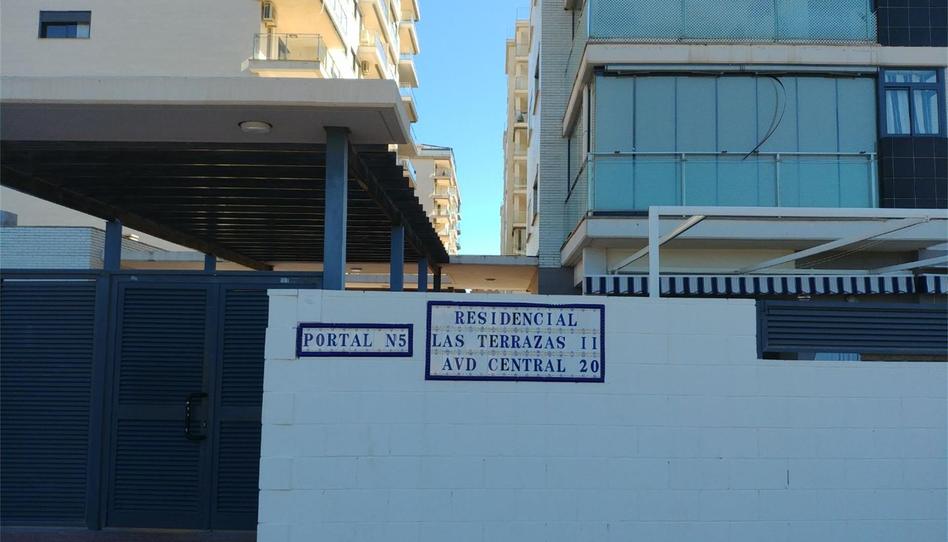 PORTAL N5
RESIDENCIAL
LAS TERRAZAS II
AVD CENTRAL 20